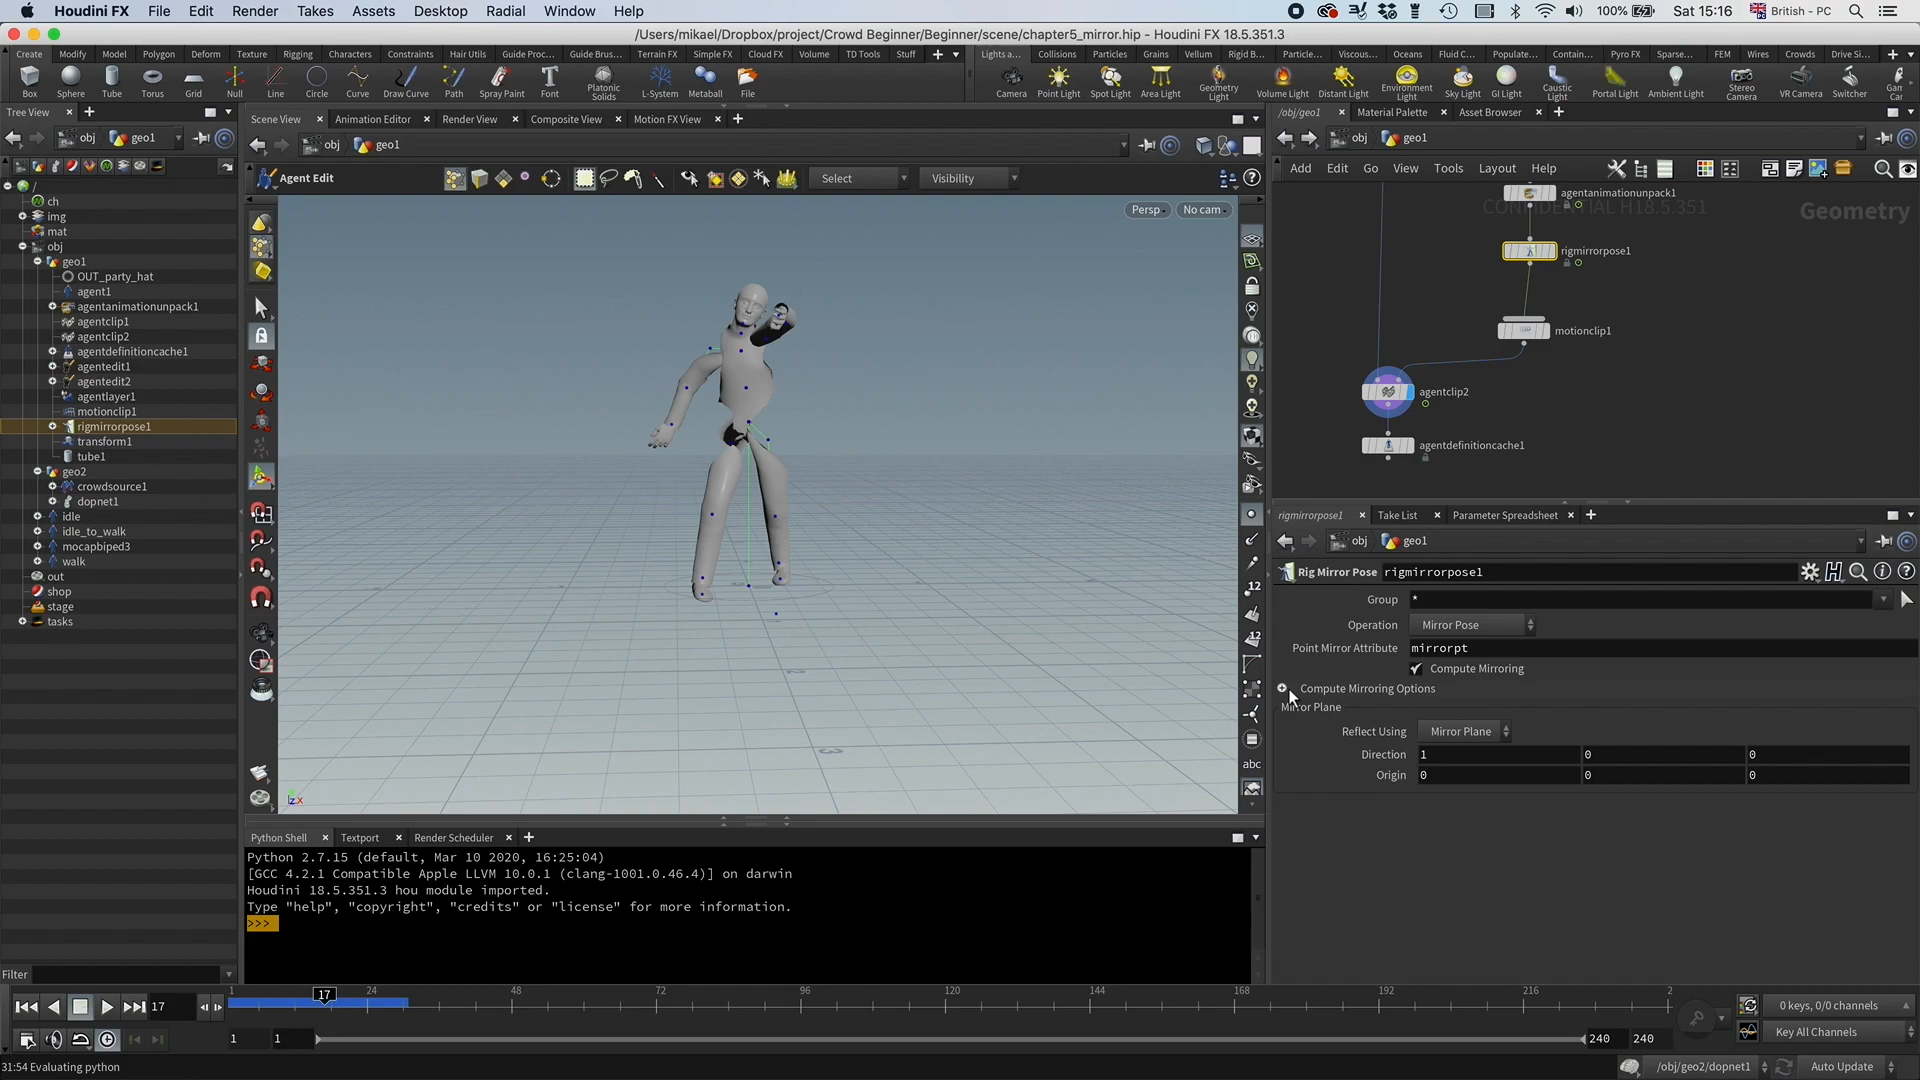 Houdini FX File Edit Render Takes Assets Desktop Radial Window Help 100% Sat 15:16 British - PC
/Users/mikael/Dropbox/project/Crowd Beginner/Beginner/scene/chapter5_mirror.hip - Houdini FX 18.5.351.3
Create Modify Model Polygon Deform Texture Rigging Characters Constraints Hair Utils Guide Proc... Guide Brus... Terrain FX Simple FX Cloud FX Volume TD Tools Stuff
Lights a... Collisions Particles Grains Vellum Rigid B... Particle... Viscous... Oceans Fluid C... Populate... Contain... Pyro FX Sparse... FEM Wires Crowds Drive Si...
Box Sphere Tube Torus Grid Null Line Circle Curve Draw Curve Path Spray Paint Font Platonic Solids L-System Metaball File
Camera Point Light Spot Light Area Light Geometry Light Volume Light Distant Light Environment Light Sky Light GI Light Caustic Light Portal Light Ambient Light Stereo Camera VR Camera Switcher
Tree View
obj geo1
/
ch
img
mat
obj
geo1
OUT_party_hat
agent1
agentanimationunpack1
agentclip1
agentclip2
agentdefinitioncache1
agentedit1
agentedit2
agentlayer1
motionclip1
rigmirrorpose1
transform1
tube1
geo2
crowdsource1
dopnet1
idle
idle_to_walk
mocapbiped3
walk
out
shop
stage
tasks
Filter
Scene View Animation Editor Render View Composite View Motion FX View
obj geo1
Agent Edit Select Visibility
Persp No cam
12
12
abc
2
3
z x
Python Shell Textport Render Scheduler
Python 2.7.15 (default, Mar 10 2020, 16:25:04)
[GCC 4.2.1 Compatible Apple LLVM 10.0.1 (clang-1001.0.46.4)] on darwin
Houdini 18.5.351.3 hou module imported.
Type "help", "copyright", "credits" or "license" for more information.
>>>
/obj/geo1 Material Palette Asset Browser
obj geo1
Add Edit Go View Tools Layout Help
CONFIDENTIAL H18.5.351
Geometry
agentanimationunpack1
rigmirrorpose1
motionclip1
agentclip2
agentdefinitioncache1
rigmirrorpose1 Take List Parameter Spreadsheet
obj geo1
Rig Mirror Pose rigmirrorpose1
Group *
Operation Mirror Pose
Point Mirror Attribute mirrorpt
Compute Mirroring
Compute Mirroring Options
Mirror Plane
Reflect Using Mirror Plane
Direction 1 0 0
Origin 0 0 0
17 1 17 24 48 72 96 120 144 168 192 216 2
0 keys, 0/0 channels
1 1 240 240 Key All Channels
31:54 Evaluating python /obj/geo2/dopnet1 Auto Update